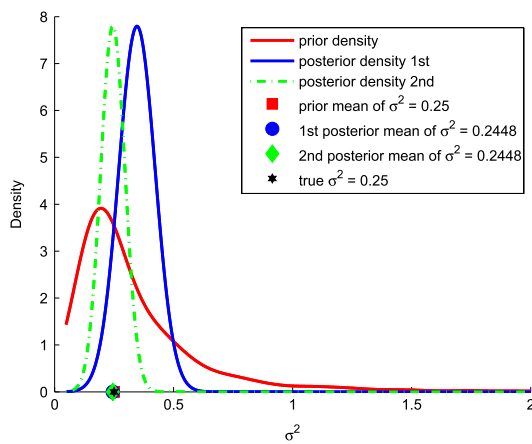 8
7
6
5
4
3
2
1
0
Density
0
0.5
1
1.5
2
σ²
prior density
posterior density 1st
posterior density 2nd
prior mean of σ² = 0.25
1st posterior mean of σ² = 0.2448
2nd posterior mean of σ² = 0.2448
true σ² = 0.25